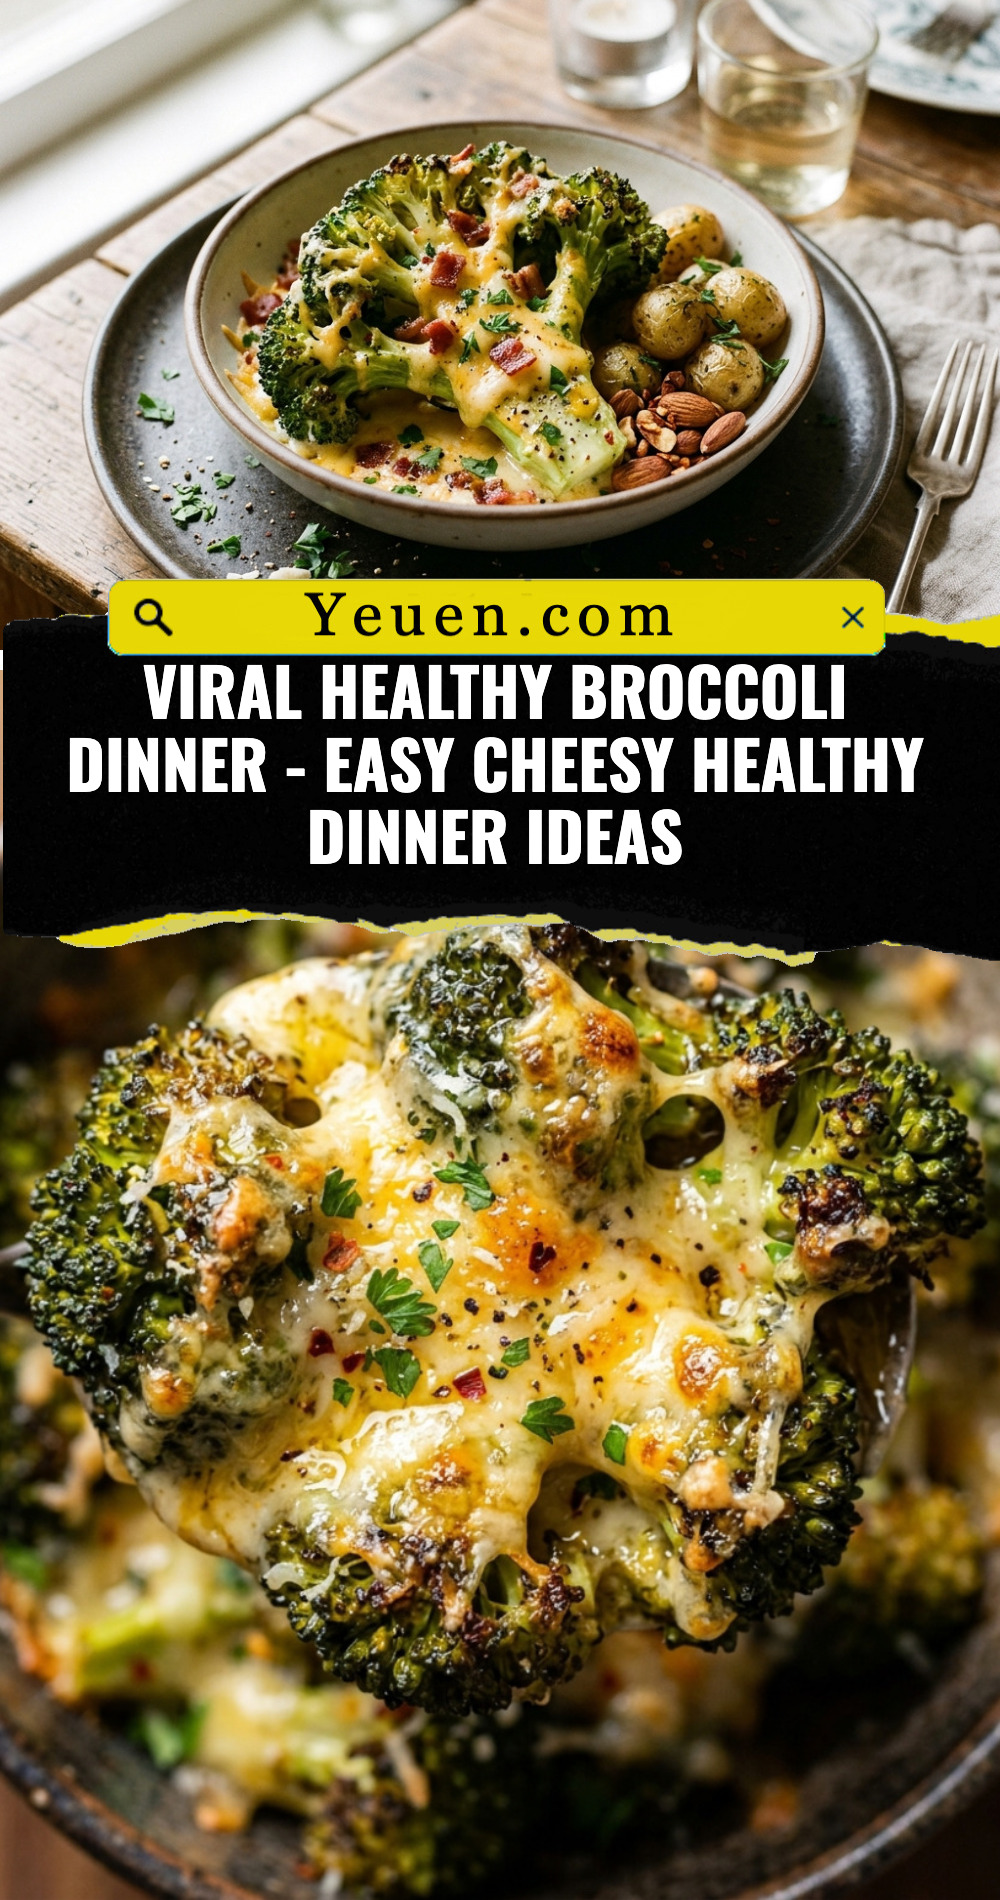 Yeuen.com
VIRAL HEALTHY BROCCOLI
DINNER - EASY CHEESY HEALTHY
DINNER IDEAS